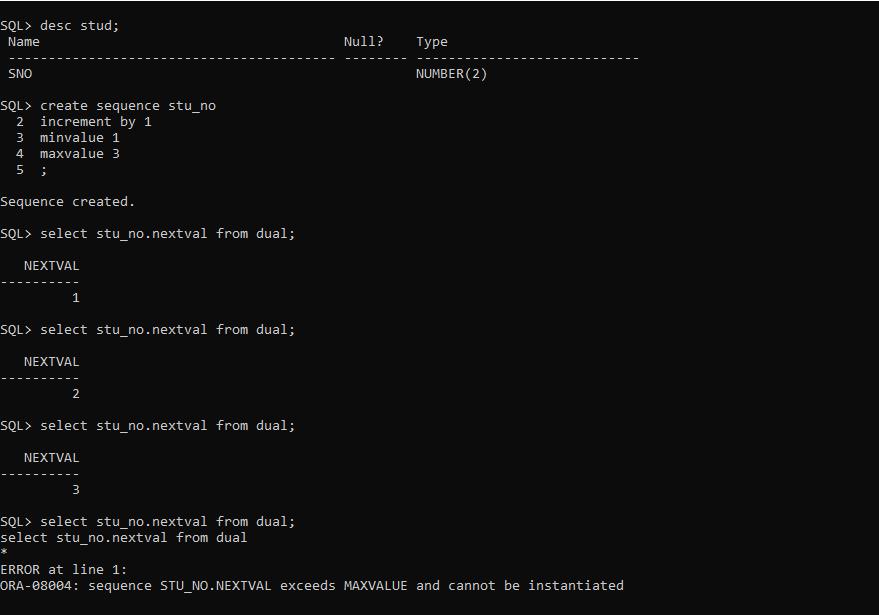 SQL> desc stud;
 Name                                      Null?    Type
 ----------------------------------------- -------- ----------------------------
 SNO                                                NUMBER(2)
SQL> create sequence stu_no
  2  increment by 1
  3  minvalue 1
  4  maxvalue 3
  5  ;
Sequence created.
SQL> select stu_no.nextval from dual;
   NEXTVAL
----------
         1
SQL> select stu_no.nextval from dual;
   NEXTVAL
----------
         2
SQL> select stu_no.nextval from dual;
   NEXTVAL
----------
         3
SQL> select stu_no.nextval from dual;
select stu_no.nextval from dual
*
ERROR at line 1:
ORA-08004: sequence STU_NO.NEXTVAL exceeds MAXVALUE and cannot be instantiated